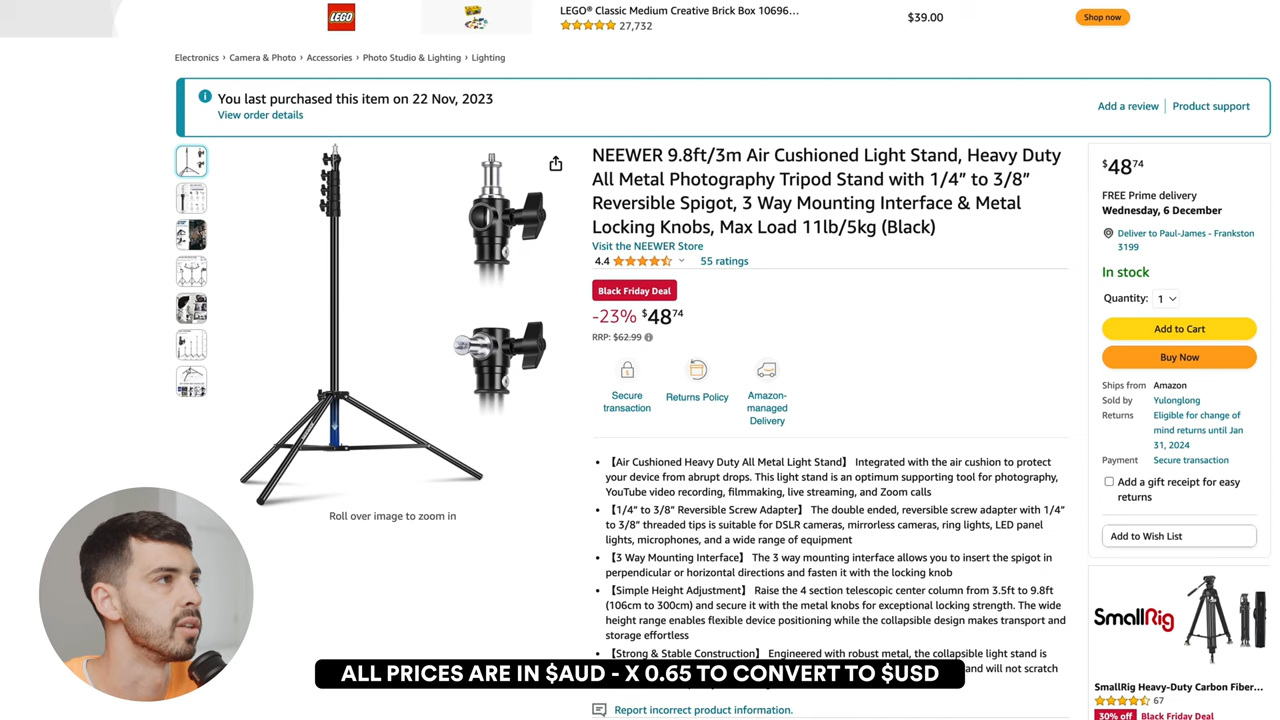 LEGO
LEGO® Classic Medium Creative Brick Box 10696...
27,732
$39.00
Shop now
Electronics › Camera & Photo › Accessories › Photo Studio & Lighting › Lighting
You last purchased this item on 22 Nov, 2023
View order details
Add a review
Product support
NEEWER 9.8ft/3m Air Cushioned Light Stand, Heavy Duty
All Metal Photography Tripod Stand with 1/4” to 3/8”
Reversible Spigot, 3 Way Mounting Interface & Metal
Locking Knobs, Max Load 11lb/5kg (Black)
Visit the NEEWER Store
4.4
55 ratings
Black Friday Deal
-23% $4874
RRP: $62.99
Secure
transaction
Returns Policy
Amazon-
managed
Delivery
• 【Air Cushioned Heavy Duty All Metal Light Stand】 Integrated with the air cushion to protect
your device from abrupt drops. This light stand is an optimum supporting tool for photography,
YouTube video recording, filmmaking, live streaming, and Zoom calls
• 【1/4” to 3/8” Reversible Screw Adapter】 The double ended, reversible screw adapter with 1/4”
to 3/8” threaded tips is suitable for DSLR cameras, mirrorless cameras, ring lights, LED panel
lights, microphones, and a wide range of equipment
• 【3 Way Mounting Interface】 The 3 way mounting interface allows you to insert the spigot in
perpendicular or horizontal directions and fasten it with the locking knob
• 【Simple Height Adjustment】 Raise the 4 section telescopic center column from 3.5ft to 9.8ft
(106cm to 300cm) and secure it with the metal knobs for exceptional locking strength. The wide
height range enables flexible device positioning while the collapsible design makes transport and
storage effortless
• 【Strong & Stable Construction】 Engineered with robust metal, the collapsible light stand is
and will not scratch
Report incorrect product information.
Roll over image to zoom in
$4874
FREE Prime delivery
Wednesday, 6 December
Deliver to Paul-James - Frankston
3199
In stock
Quantity: 1
Add to Cart
Buy Now
Ships from Amazon
Sold by Yulonglong
Returns Eligible for change of
mind returns until Jan
31, 2024
Payment Secure transaction
Add a gift receipt for easy
returns
Add to Wish List
SmallRig
SmallRig Heavy-Duty Carbon Fiber...
67
30% off Black Friday Deal
ALL PRICES ARE IN $AUD - X 0.65 TO CONVERT TO $USD